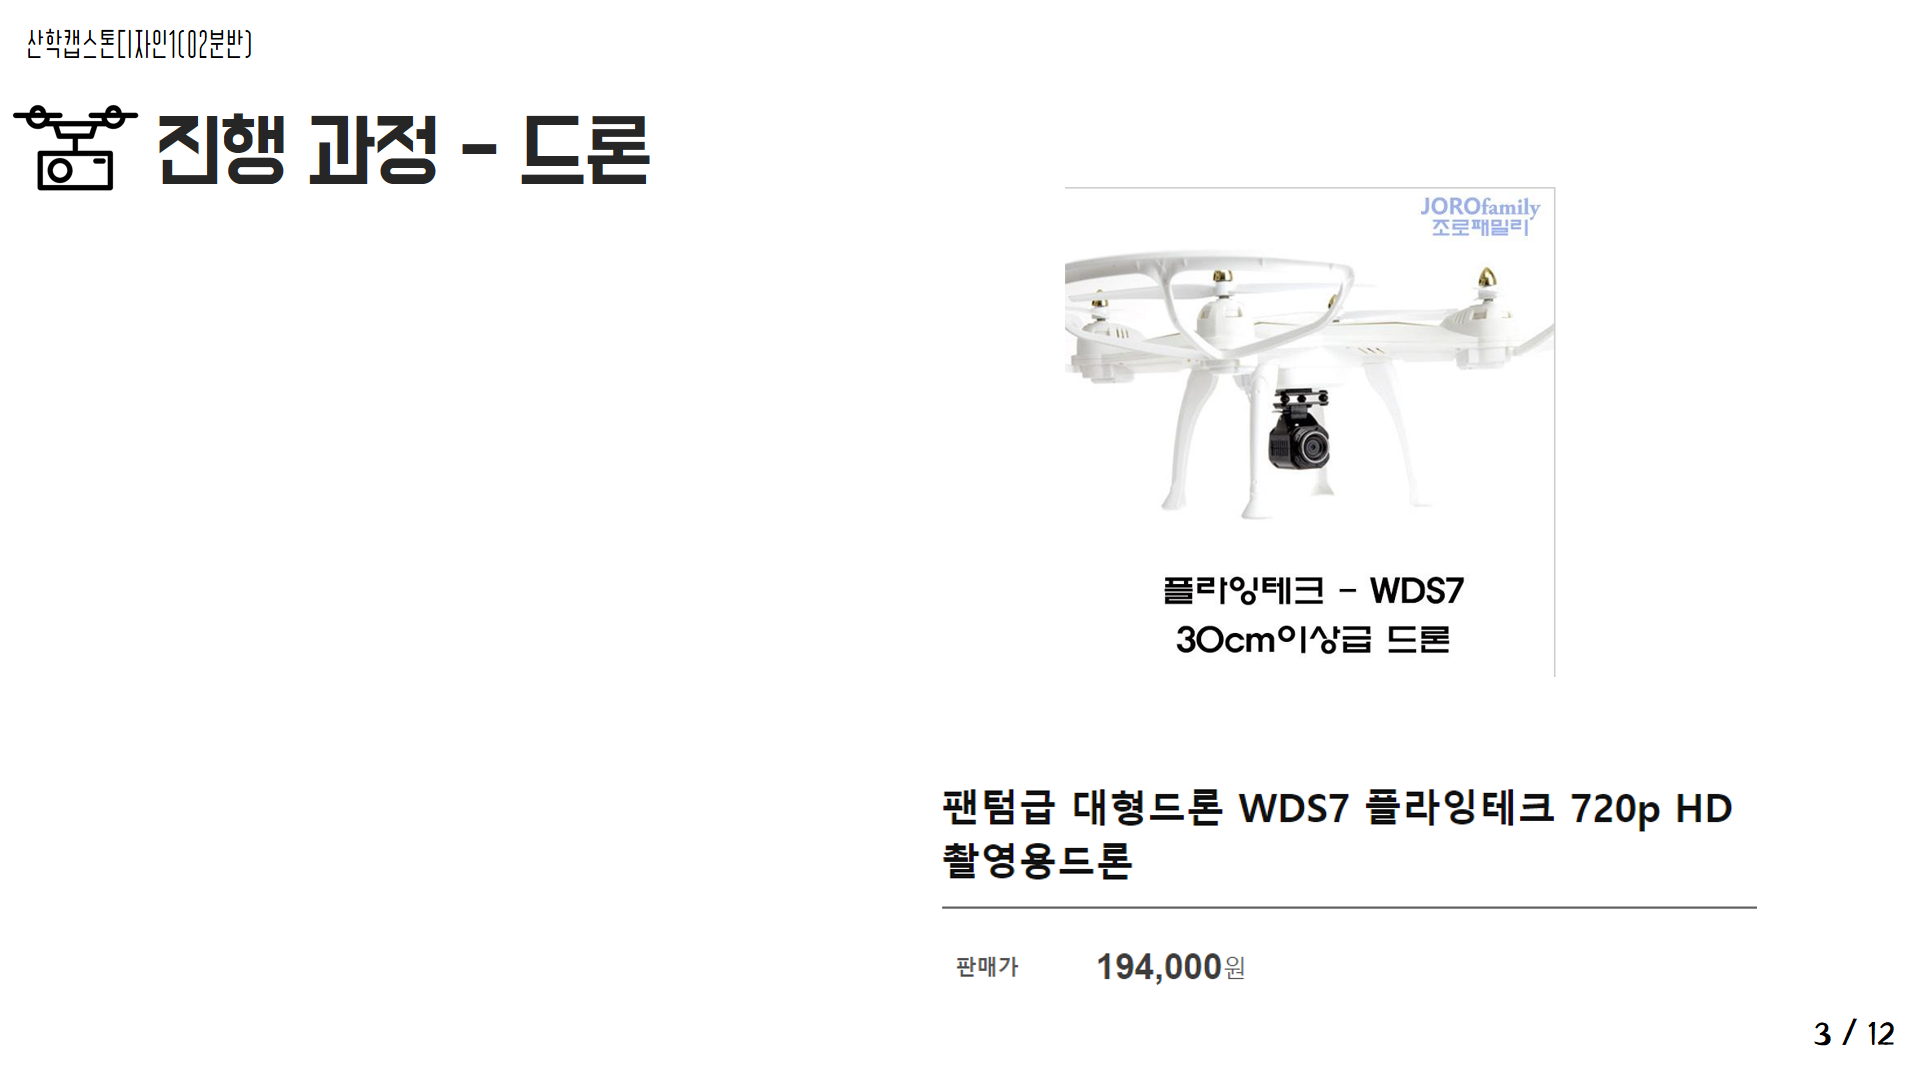 산학캡스톤디자인1(02분반)
진행 과정 - 드론
JOROfamily
조로패밀리
플라잉테크 - WDS7
30cm이상급 드론
팬텀급 대형드론 WDS7 플라잉테크 720p HD
촬영용드론
판매가 194,000원
3 / 12